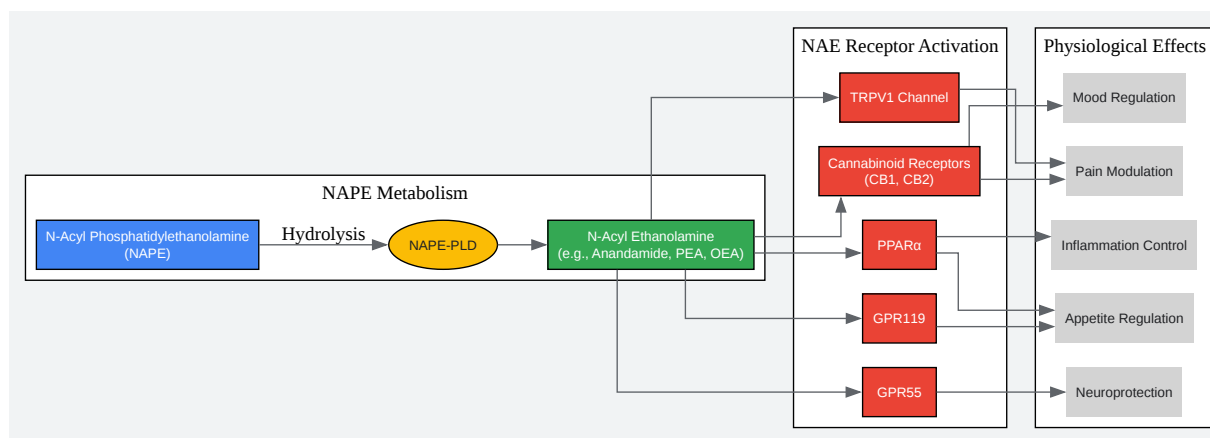 NAPE Metabolism
N-Acyl Phosphatidylethanolamine
(NAPE)
Hydrolysis
NAPE-PLD
N-Acyl Ethanolamine
(e.g., Anandamide, PEA, OEA)
NAE Receptor Activation
TRPV1 Channel
Cannabinoid Receptors
(CB1, CB2)
PPARα
GPR119
GPR55
Physiological Effects
Mood Regulation
Pain Modulation
Inflammation Control
Appetite Regulation
Neuroprotection